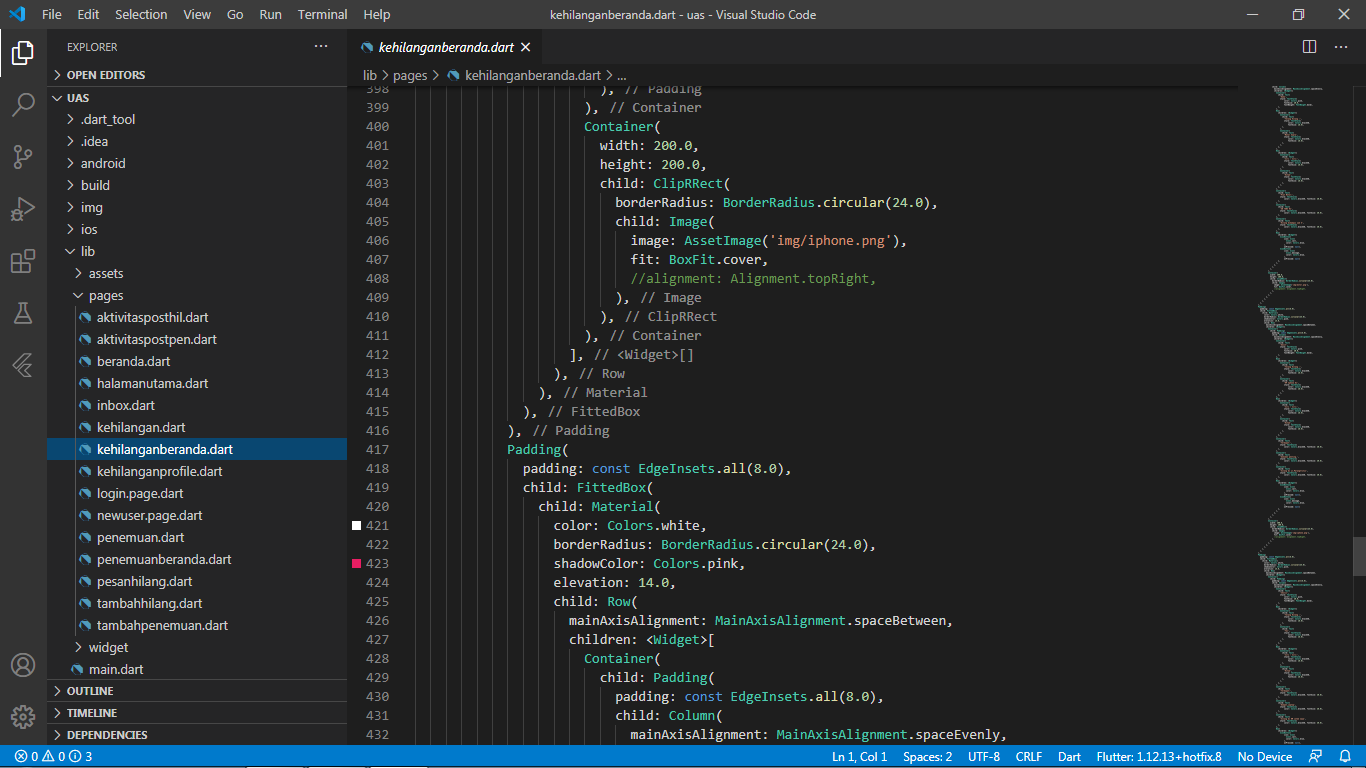 File Edit Selection View Go Run Terminal Help kehilanganberanda.dart - uas - Visual Studio Code
EXPLORER
OPEN EDITORS
UAS
.dart_tool
.idea
android
build
img
ios
lib
assets
pages
aktivitasposthil.dart
aktivitaspostpen.dart
beranda.dart
halamanutama.dart
inbox.dart
kehilangan.dart
kehilanganberanda.dart
kehilanganprofile.dart
login.page.dart
newuser.page.dart
penemuan.dart
penemuanberanda.dart
pesanhilang.dart
tambahhilang.dart
tambahpenemuan.dart
widget
main.dart
OUTLINE
TIMELINE
DEPENDENCIES
kehilanganberanda.dart
lib > pages > kehilanganberanda.dart > ...
398 ), // Padding
399 ), // Container
400 Container(
401 width: 200.0,
402 height: 200.0,
403 child: ClipRRect(
404 borderRadius: BorderRadius.circular(24.0),
405 child: Image(
406 image: AssetImage('img/iphone.png'),
407 fit: BoxFit.cover,
408 //alignment: Alignment.topRight,
409 ), // Image
410 ), // ClipRRect
411 ), // Container
412 ], // <Widget>[]
413 ), // Row
414 ), // Material
415 ), // FittedBox
416 ), // Padding
417 Padding(
418 padding: const EdgeInsets.all(8.0),
419 child: FittedBox(
420 child: Material(
421 color: Colors.white,
422 borderRadius: BorderRadius.circular(24.0),
423 shadowColor: Colors.pink,
424 elevation: 14.0,
425 child: Row(
426 mainAxisAlignment: MainAxisAlignment.spaceBetween,
427 children: <Widget>[
428 Container(
429 child: Padding(
430 padding: const EdgeInsets.all(8.0),
431 child: Column(
432 mainAxisAlignment: MainAxisAlignment.spaceEvenly,
0 0 3 Ln 1, Col 1 Spaces: 2 UTF-8 CRLF Dart Flutter: 1.12.13+hotfix.8 No Device